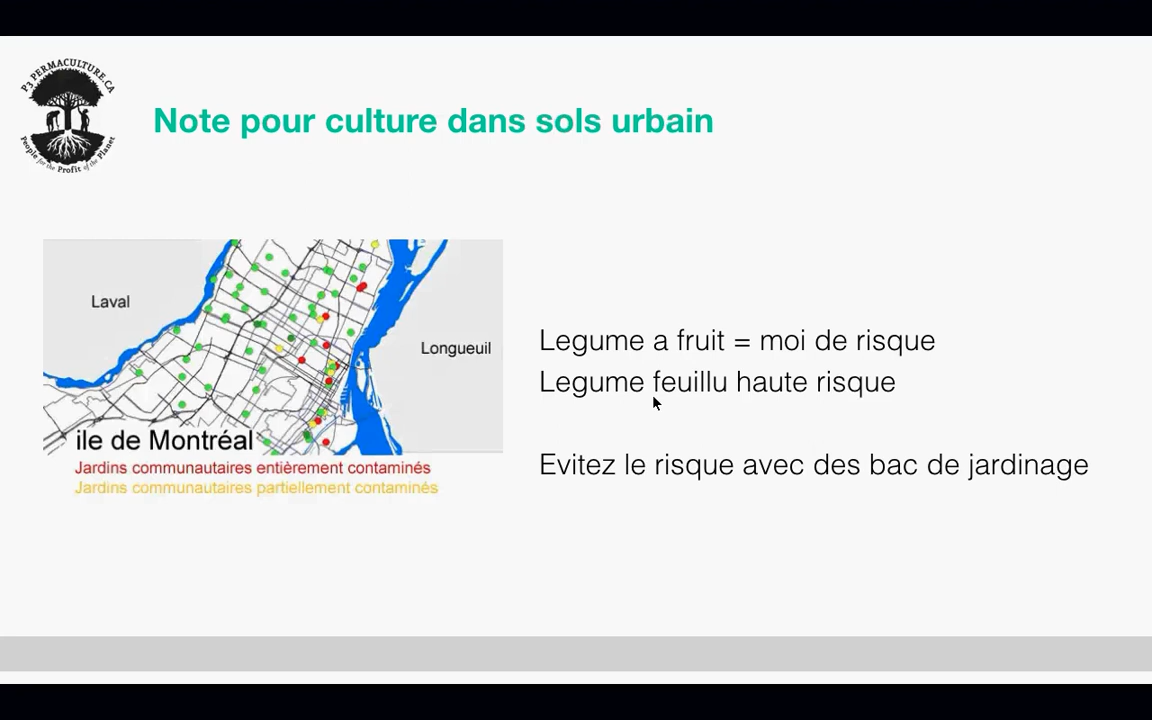 P3 PERMACULTURE.CA
People for the Profit of the Planet
Note pour culture dans sols urbain
Laval
Longueuil
ile de Montréal
Jardins communautaires entièrement contaminés
Jardins communautaires partiellement contaminés
Legume a fruit = moi de risque
Legume feuillu haute risque
Evitez le risque avec des bac de jardinage